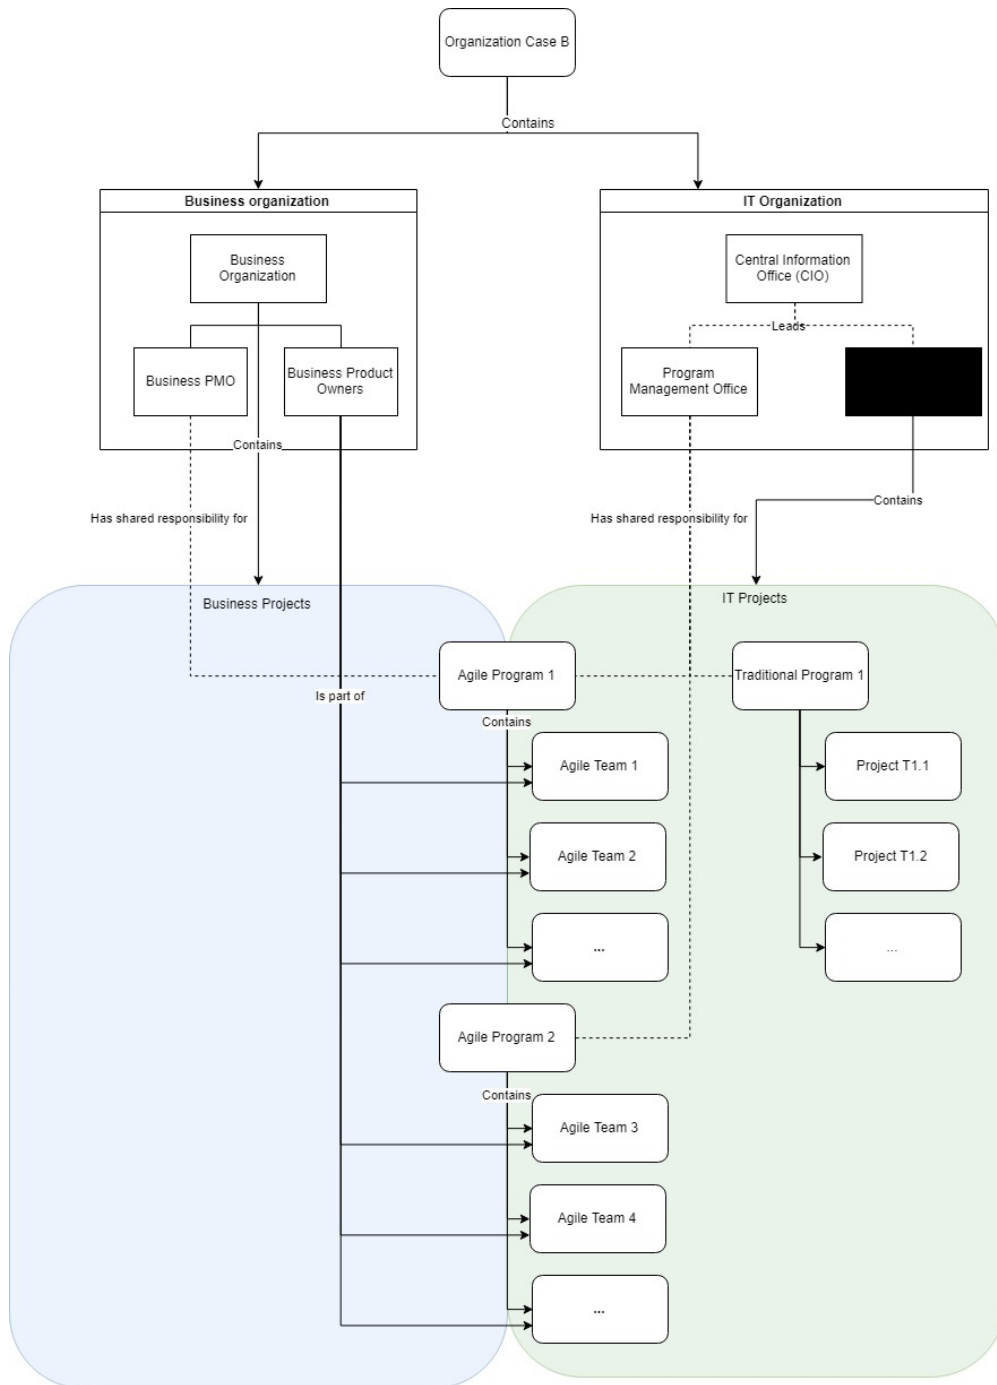 Organization Case B
Contains
Business organization
IT Organization
Business
Organization
Central Information
Office (CIO)
Leads
Business PMO
Business Product
Owners
Program
Management Office
Contains
Contains
Has shared responsibility for
Has shared responsibility for
Business Projects
IT Projects
Agile Program 1
Traditional Program 1
Is part of
Contains
Agile Team 1
Project T1.1
Agile Team 2
Project T1.2
...
...
Agile Program 2
Contains
Agile Team 3
Agile Team 4
...